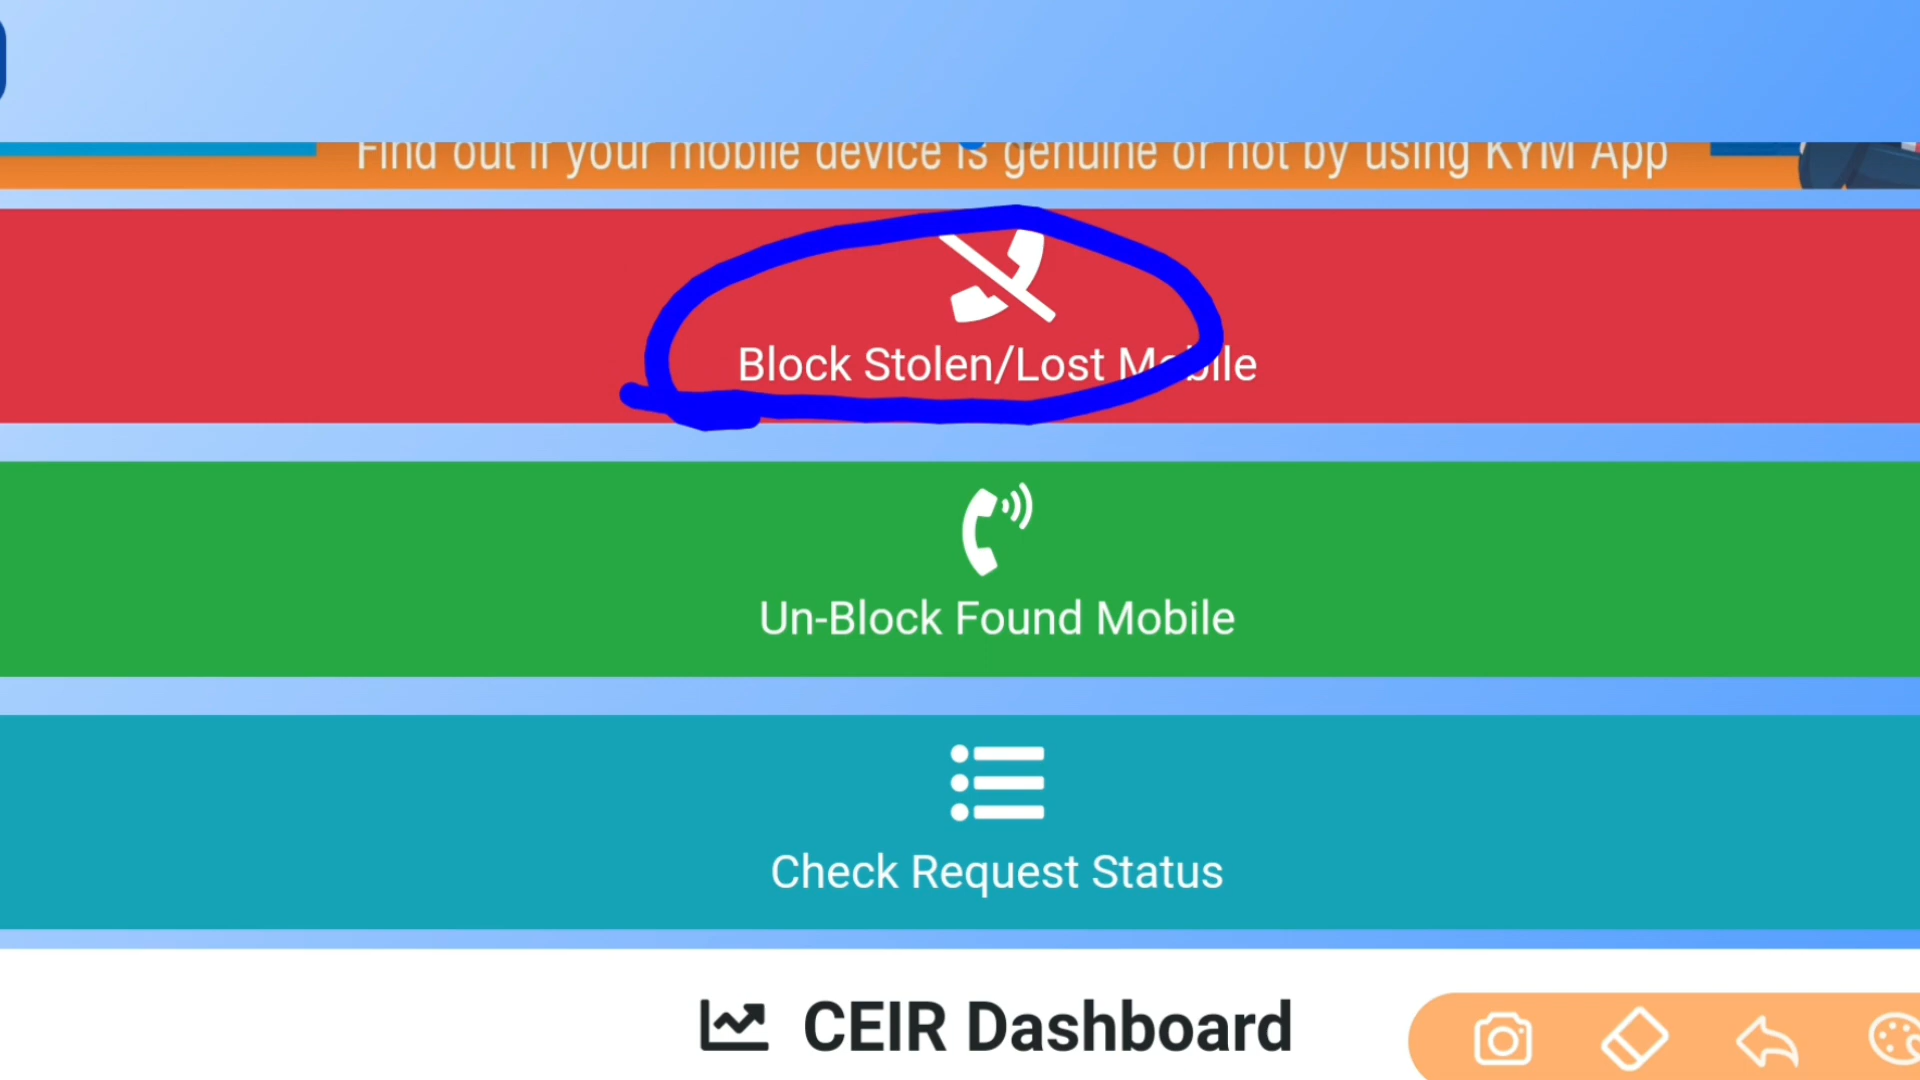 Find out if your mobile device is genuine or not by using KYM App
Block Stolen/Lost Mobile
Un-Block Found Mobile
Check Request Status
CEIR Dashboard